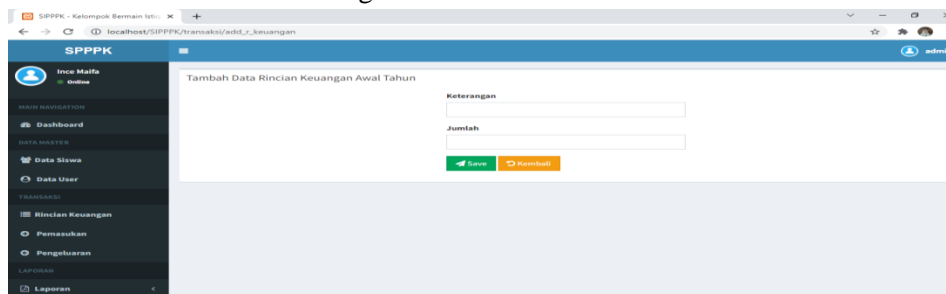 SIPPPK - Kelompok Bermain Istiq
localhost/SIPPPK/transaksi/add_r_keuangan
SPPPK
admi
Ince Maifa
Online
Tambah Data Rincian Keuangan Awal Tahun
Keterangan
MAIN NAVIGATION
Dashboard
Jumlah
DATA MASTER
Data Siswa
Save Kembali
Data User
TRANSAKSI
Rincian Keuangan
Pemasukan
Pengeluaran
LAPORAN
Laporan